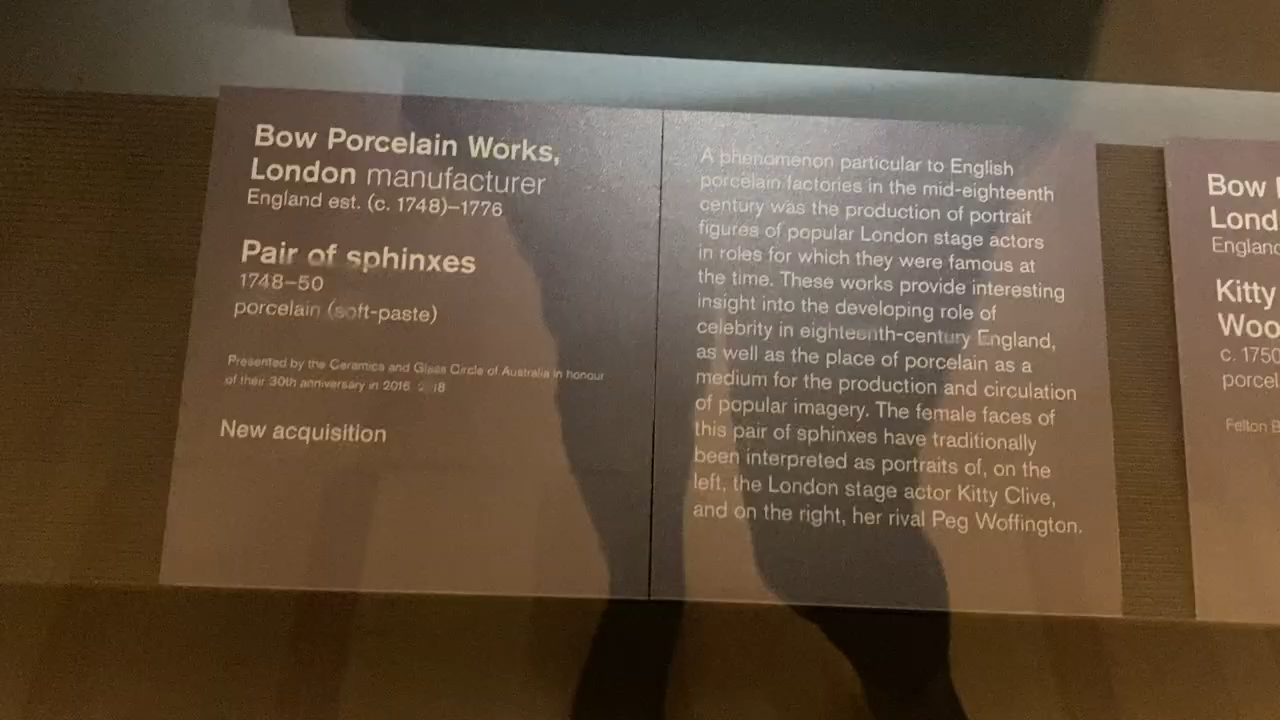 Bow Porcelain Works,
London manufacturer
England est. (c. 1748)–1776
Pair of sphinxes
1748–50
porcelain (soft-paste)
Presented by the Ceramics and Glass Circle of Australia in honour
of their 30th anniversary in 2016
New acquisition
A phenomenon particular to English
porcelain factories in the mid-eighteenth
century was the production of portrait
figures of popular London stage actors
in roles for which they were famous at
the time. These works provide interesting
insight into the developing role of
celebrity in eighteenth-century England,
as well as the place of porcelain as a
medium for the production and circulation
of popular imagery. The female faces of
this pair of sphinxes have traditionally
been interpreted as portraits of, on the
left, the London stage actor Kitty Clive,
and on the right, her rival Peg Woffington.
Bow
Lond
England
Kitty
Woo
c. 1750
porcel
Felton B